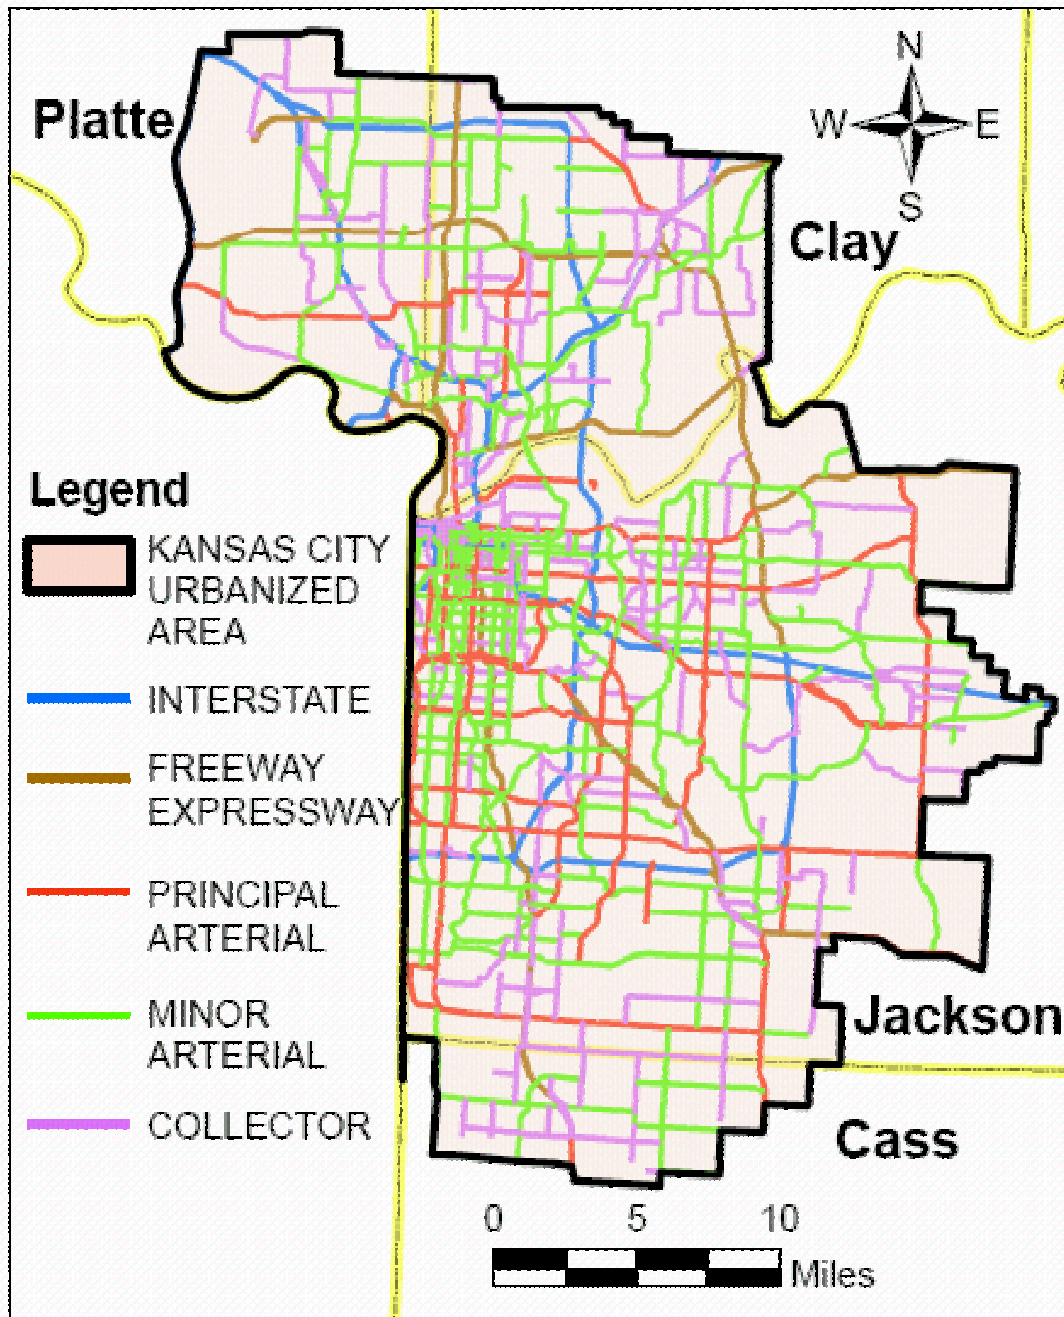 N
Platte
W E
S
Clay
Legend
KANSAS CITY
URBANIZED
AREA
INTERSTATE
FREEWAY
EXPRESSWAY
PRINCIPAL
ARTERIAL
MINOR
ARTERIAL
COLLECTOR
Jackson
Cass
0 5 10
Miles